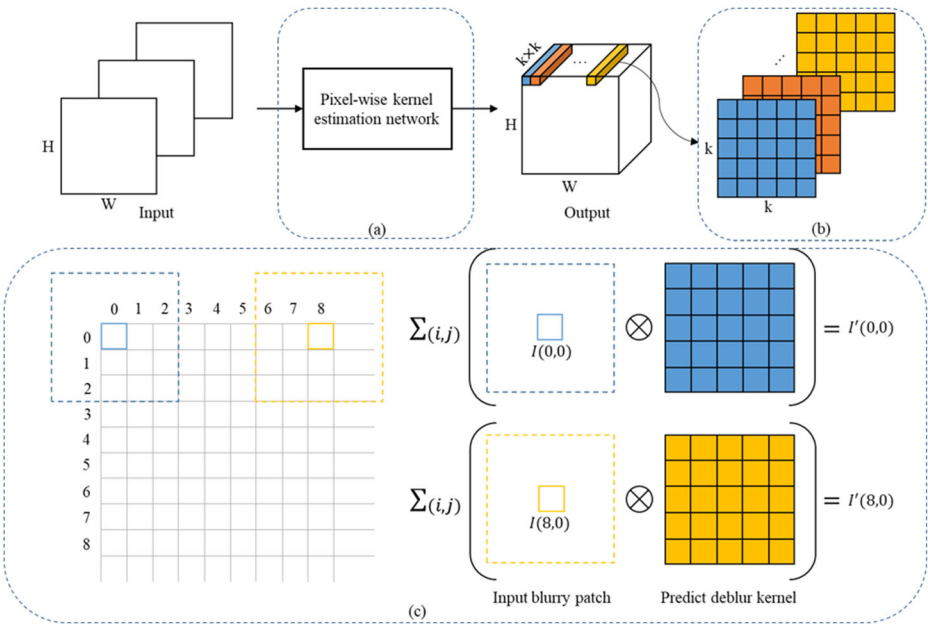 H
W
Input
Pixel-wise kernel
estimation network
(a)
k×k
...
H
W
Output
...
k
k
(b)
0 1 2 3 4 5 6 7 8
0
1
2
3
4
5
6
7
8
∑(i,j)
I(0,0)
⊗
= I′(0,0)
∑(i,j)
I(8,0)
⊗
= I′(8,0)
Input blurry patch
Predict deblur kernel
(c)